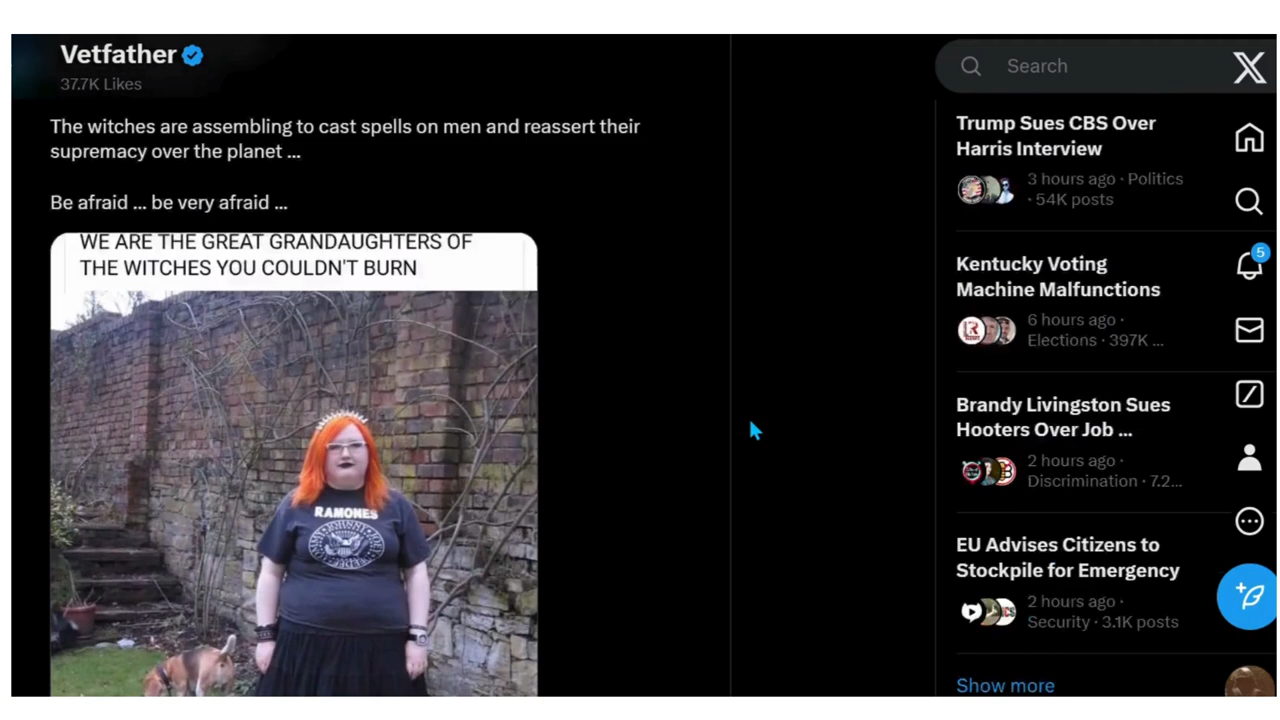 Vetfather
37.7K Likes
The witches are assembling to cast spells on men and reassert their
supremacy over the planet ...
Be afraid ... be very afraid ...
WE ARE THE GREAT GRANDAUGHTERS OF
THE WITCHES YOU COULDN'T BURN
RAMONES
Search
X
Trump Sues CBS Over
Harris Interview
3 hours ago · Politics
· 54K posts
Kentucky Voting
Machine Malfunctions
6 hours ago ·
Elections · 397K ...
5
Brandy Livingston Sues
Hooters Over Job ...
2 hours ago ·
Discrimination · 7.2...
EU Advises Citizens to
Stockpile for Emergency
2 hours ago ·
Security · 3.1K posts
Show more